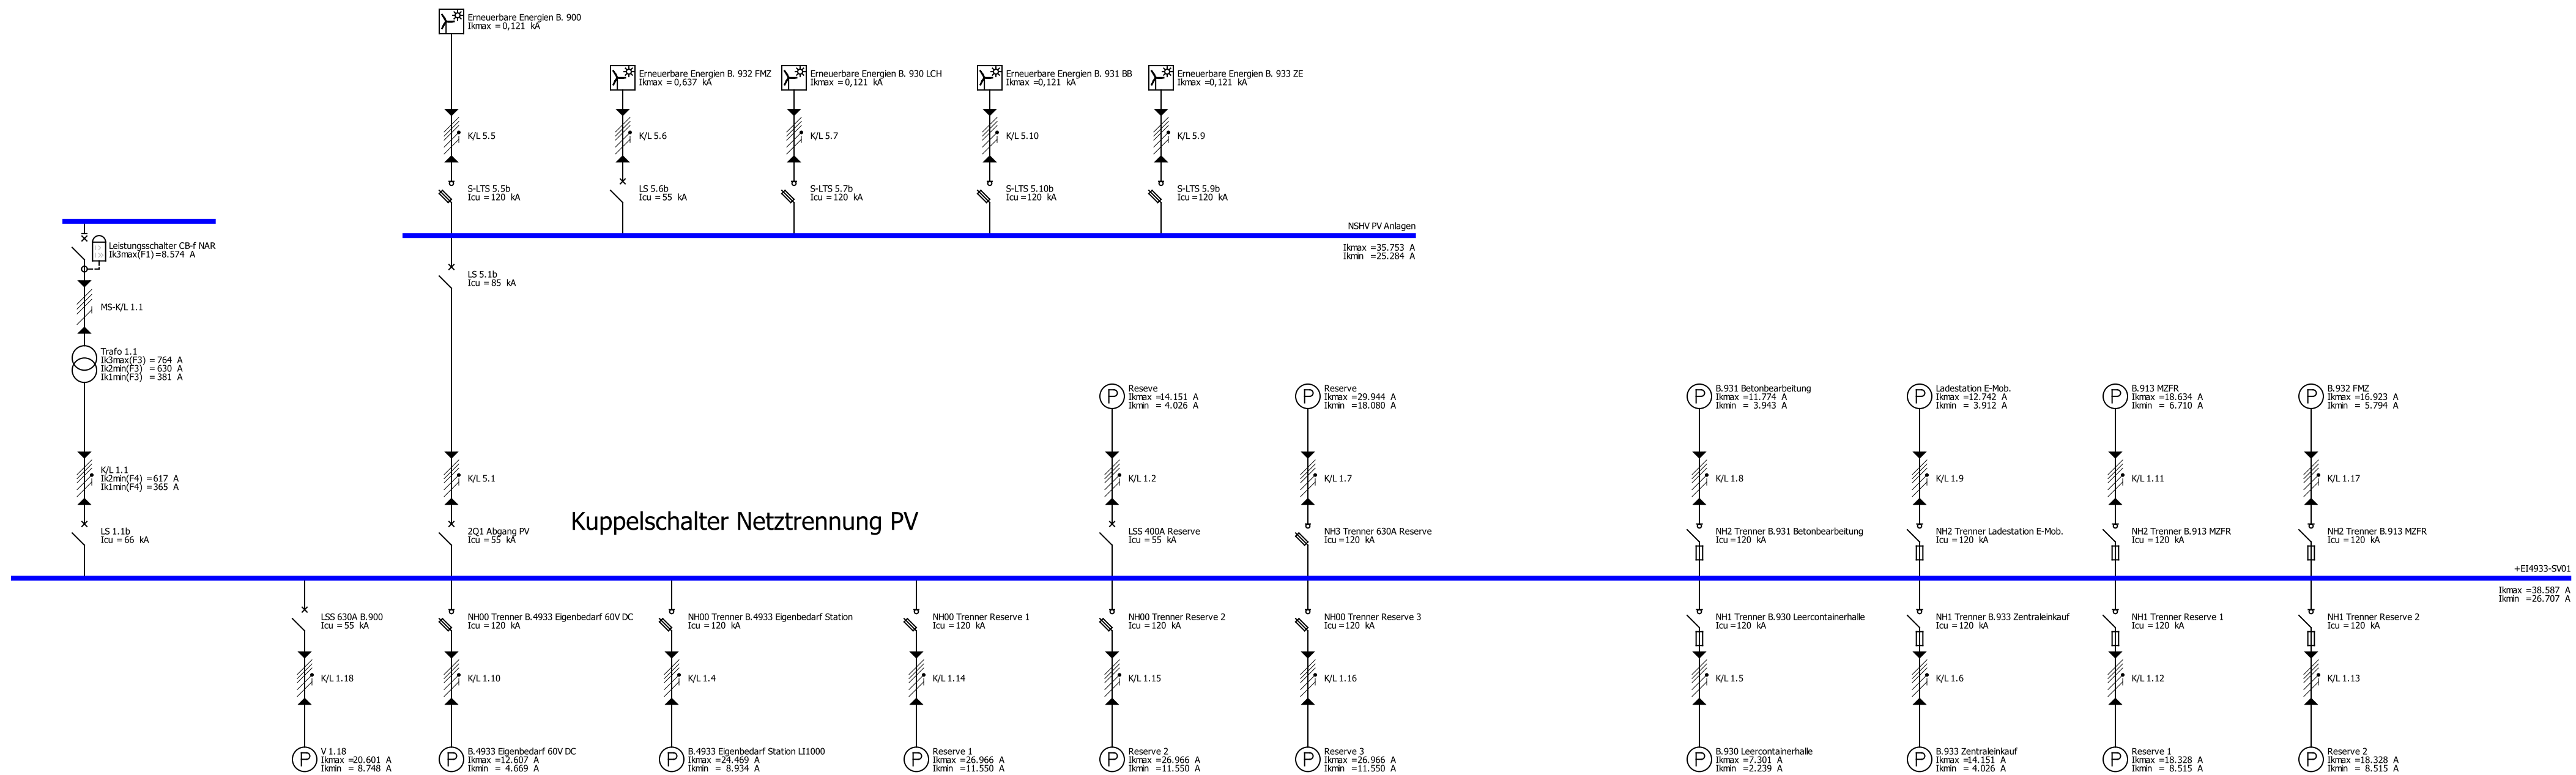 Erneuerbare Energien B. 900
Ikmax = 0,121 kA
Erneuerbare Energien B. 932 FMZ
Ikmax = 0,637 kA
Erneuerbare Energien B. 930 LCH
Ikmax = 0,121 kA
Erneuerbare Energien B. 931 BB
Ikmax =0,121 kA
Erneuerbare Energien B. 933 ZE
Ikmax =0,121 kA
K/L 5.5
K/L 5.6
K/L 5.7
K/L 5.10
K/L 5.9
S-LTS 5.5b
Icu = 120 kA
LS 5.6b
Icu = 55 kA
S-LTS 5.7b
Icu = 120 kA
S-LTS 5.10b
Icu =120 kA
S-LTS 5.9b
Icu =120 kA
NSHV PV Anlagen
Ikmax =35.753 A
Ikmin =25.284 A
Leistungsschalter CB-f NAR
Ik3max(F1) =8.574 A
LS 5.1b
Icu = 85 kA
MS-K/L 1.1
Trafo 1.1
Ik3max(F3) = 764 A
Ik2min(F3) = 630 A
Ik1min(F3) = 381 A
Reseve
Ikmax =14.151 A
Ikmin = 4.026 A
Reserve
Ikmax =29.944 A
Ikmin =18.080 A
B.931 Betonbearbeitung
Ikmax =11.774 A
Ikmin = 3.943 A
Ladestation E-Mob.
Ikmax =12.742 A
Ikmin = 3.912 A
B.913 MZFR
Ikmax =18.634 A
Ikmin = 6.710 A
B.932 FMZ
Ikmax =16.923 A
Ikmin = 5.794 A
K/L 1.1
Ik2min(F4) =617 A
Ik1min(F4) =365 A
K/L 5.1
K/L 1.2
K/L 1.7
K/L 1.8
K/L 1.9
K/L 1.11
K/L 1.17
Kuppelschalter Netztrennung PV
LS 1.1b
Icu = 66 kA
2Q1 Abgang PV
Icu = 55 kA
LSS 400A Reserve
Icu = 55 kA
NH3 Trenner 630A Reserve
Icu =120 kA
NH2 Trenner B.931 Betonbearbeitung
Icu =120 kA
NH2 Trenner Ladestation E-Mob.
Icu = 120 kA
NH2 Trenner B.913 MZFR
Icu = 120 kA
NH2 Trenner B.913 MZFR
Icu = 120 kA
+EI4933-SV01
Ikmax =38.587 A
Ikmin =26.707 A
LSS 630A B.900
Icu = 55 kA
NH00 Trenner B.4933 Eigenbedarf 60V DC
Icu =120 kA
NH00 Trenner B.4933 Eigenbedarf Station
Icu =120 kA
NH00 Trenner Reserve 1
Icu =120 kA
NH00 Trenner Reserve 2
Icu =120 kA
NH00 Trenner Reserve 3
Icu =120 kA
NH1 Trenner B.930 Leercontainerhalle
Icu =120 kA
NH1 Trenner B.933 Zentraleinkauf
Icu =120 kA
NH1 Trenner Reserve 1
Icu =120 kA
NH1 Trenner Reserve 2
Icu =120 kA
K/L 1.18
K/L 1.10
K/L 1.4
K/L 1.14
K/L 1.15
K/L 1.16
K/L 1.5
K/L 1.6
K/L 1.12
K/L 1.13
V 1.18
Ikmax =20.601 A
Ikmin = 8.748 A
B.4933 Eigenbedarf 60V DC
Ikmax =12.607 A
Ikmin = 4.669 A
B.4933 Eigenbedarf Station LI1000
Ikmax =24.469 A
Ikmin = 8.934 A
Reserve 1
Ikmax =26.966 A
Ikmin =11.550 A
Reserve 2
Ikmax =26.966 A
Ikmin =11.550 A
Reserve 3
Ikmax =26.966 A
Ikmin =11.550 A
B.930 Leercontainerhalle
Ikmax =7.301 A
Ikmin =2.239 A
B.933 Zentraleinkauf
Ikmax =14.151 A
Ikmin = 4.026 A
Reserve 1
Ikmax =18.328 A
Ikmin = 8.515 A
Reserve 2
Ikmax =18.328 A
Ikmin = 8.515 A